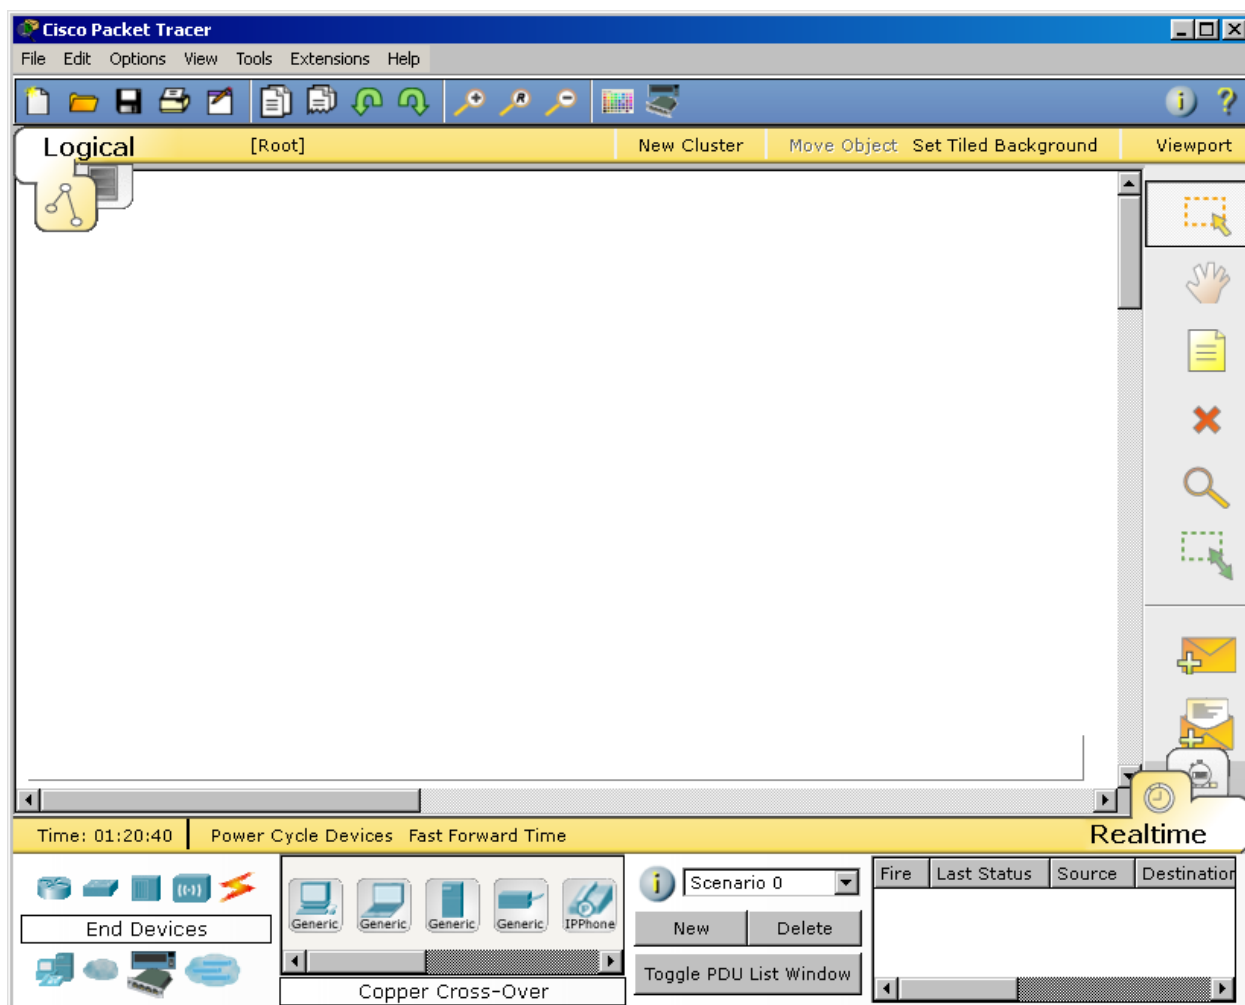 Cisco Packet Tracer
File Edit Options View Tools Extensions Help
Logical [Root] New Cluster Move Object Set Tiled Background Viewport
Time: 01:20:40 Power Cycle Devices Fast Forward Time Realtime
End Devices
Generic Generic Generic Generic IPPhone
Copper Cross-Over
Scenario 0
New Delete
Toggle PDU List Window
Fire Last Status Source Destination